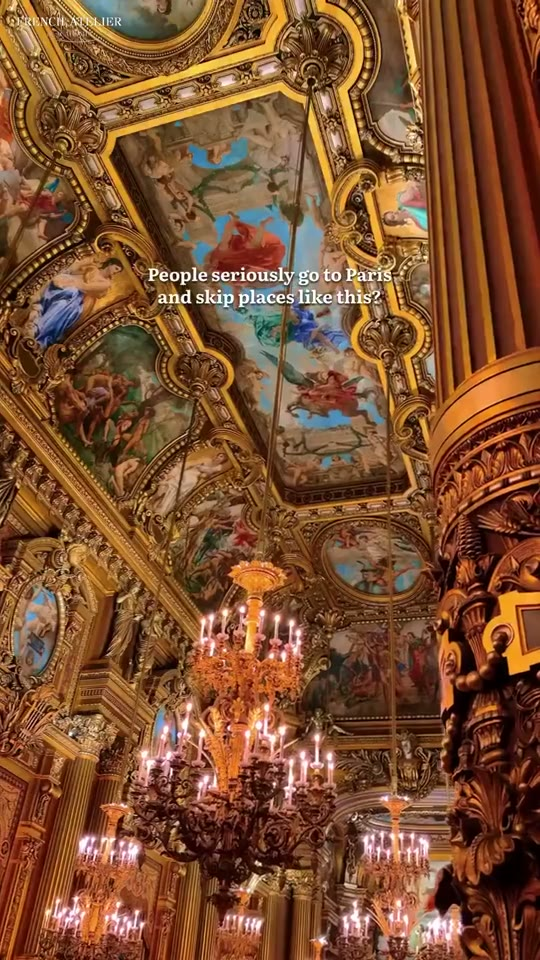 FRENCH ATELIER
People seriously go to Paris
and skip places like this?